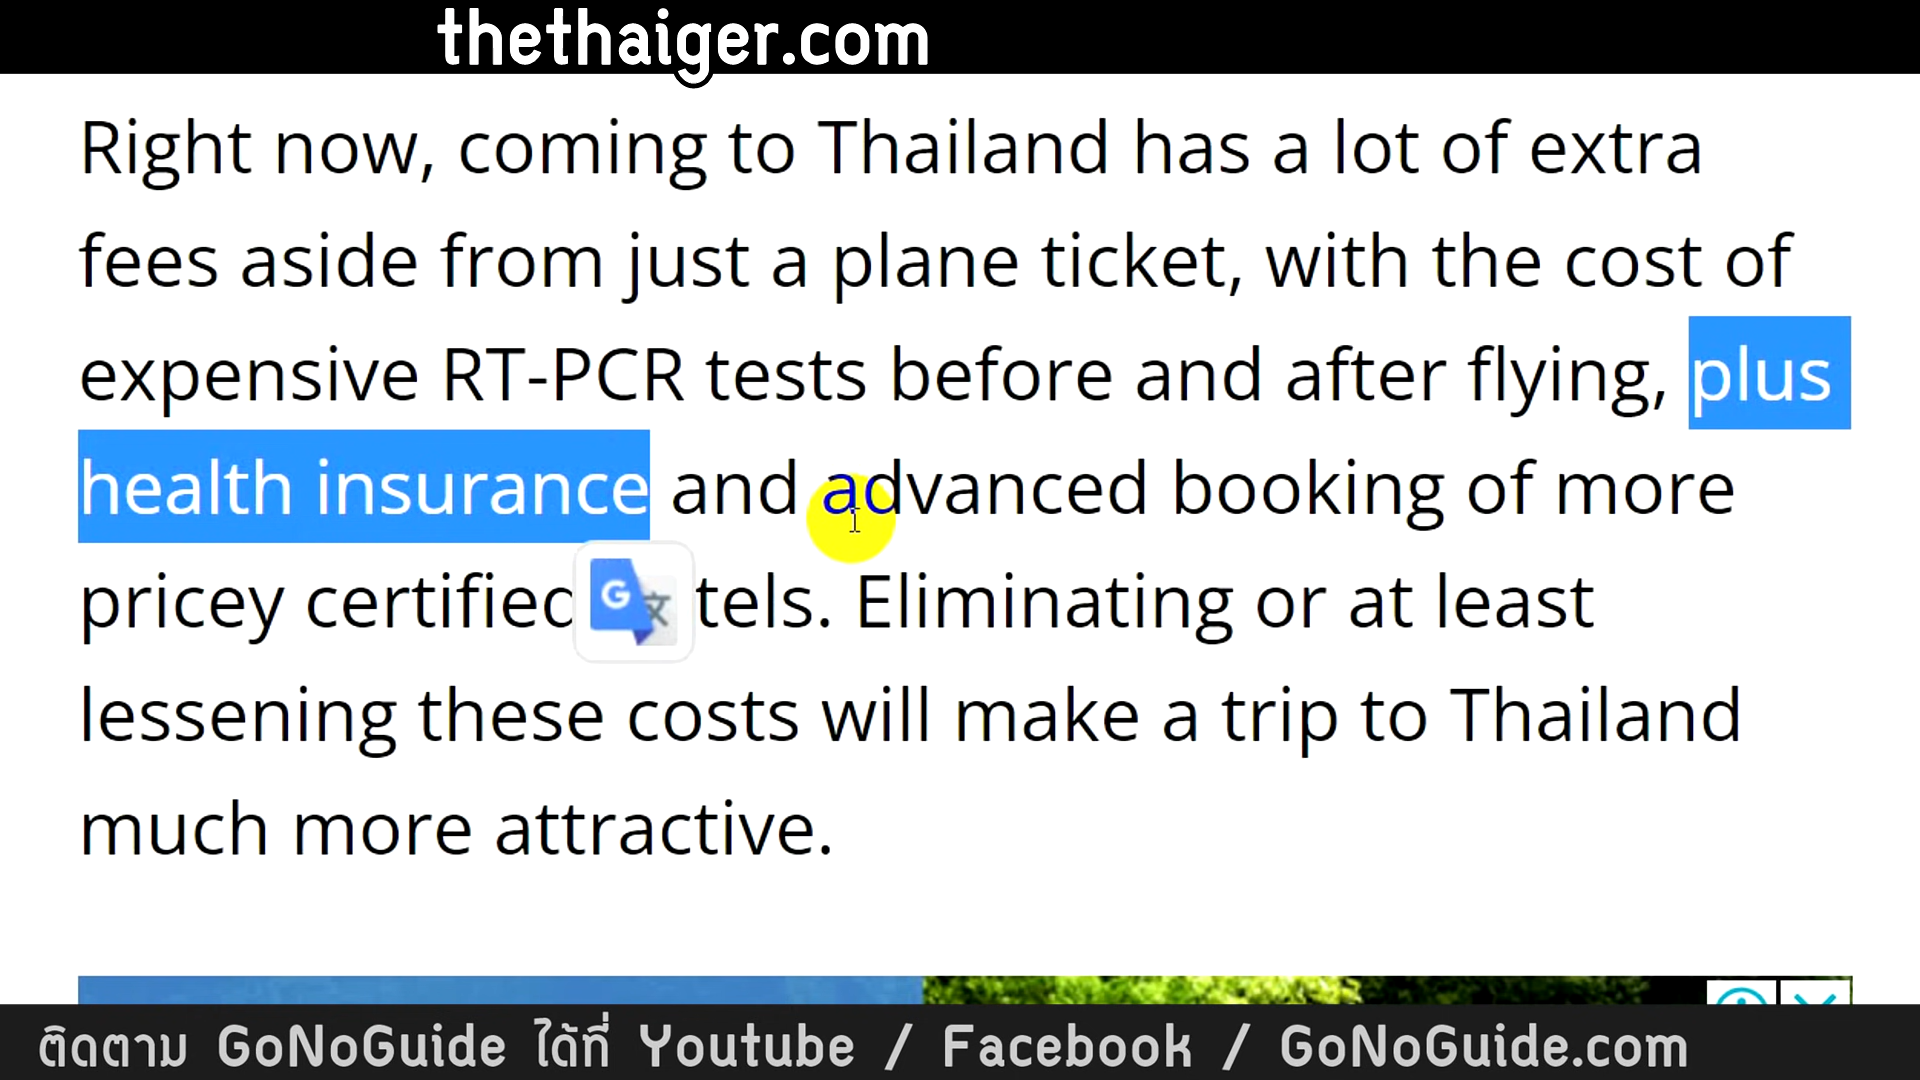 thethaiger.com
Right now, coming to Thailand has a lot of extra
fees aside from just a plane ticket, with the cost of
expensive RT-PCR tests before and after flying, plus
health insurance and advanced booking of more
pricey certified tels. Eliminating or at least
lessening these costs will make a trip to Thailand
much more attractive.
ติดตาม GoNoGuide ได้ที่ Youtube / Facebook / GoNoGuide.com